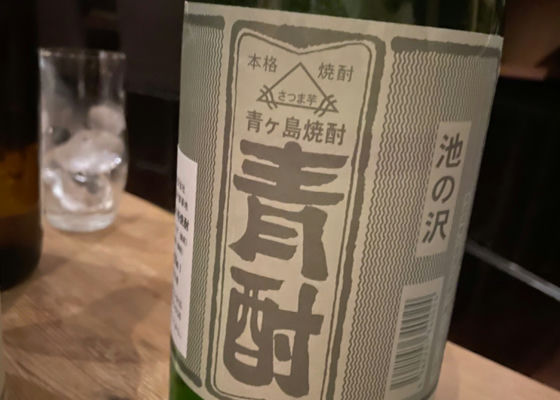 本格 焼酎
さつま芋
青ヶ島焼酎
青酎
池の沢